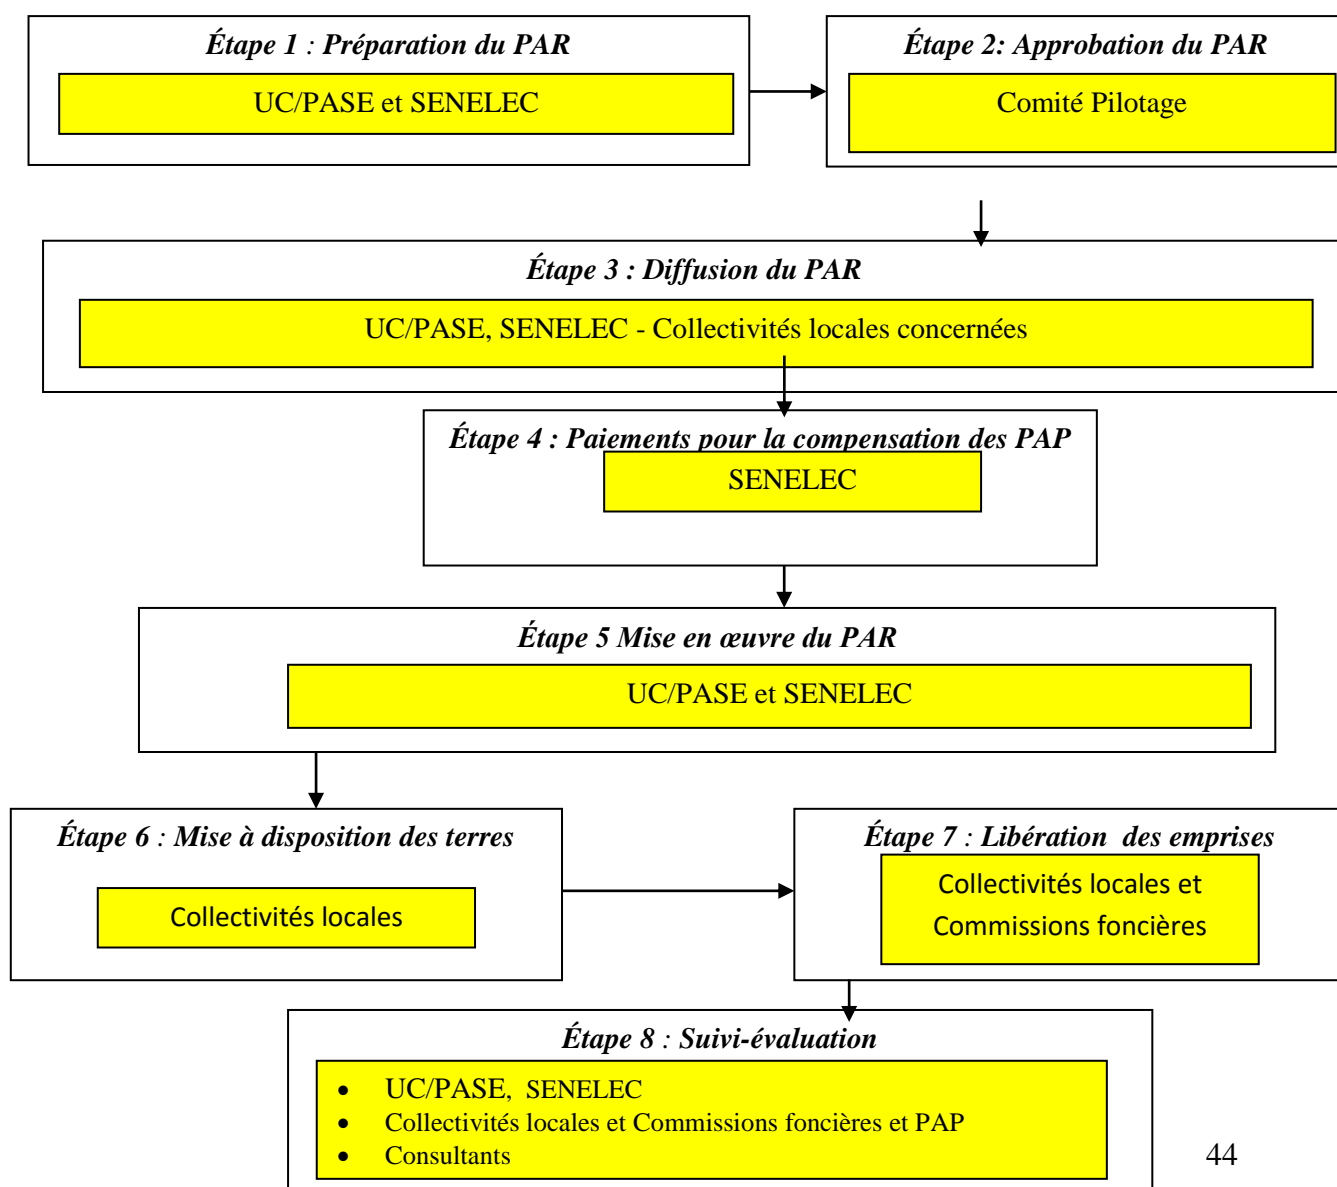 Étape 1 : Préparation du PAR
UC/PASE et SENELEC
Étape 2: Approbation du PAR
Comité Pilotage
Étape 3 : Diffusion du PAR
UC/PASE, SENELEC - Collectivités locales concernées
Étape 4 : Paiements pour la compensation des PAP
SENELEC
Étape 5 Mise en œuvre du PAR
UC/PASE et SENELEC
Étape 6 : Mise à disposition des terres
Collectivités locales
Étape 7 : Libération des emprises
Collectivités locales et
Commissions foncières
Étape 8 : Suivi-évaluation
• UC/PASE, SENELEC
• Collectivités locales et Commissions foncières et PAP
• Consultants
44